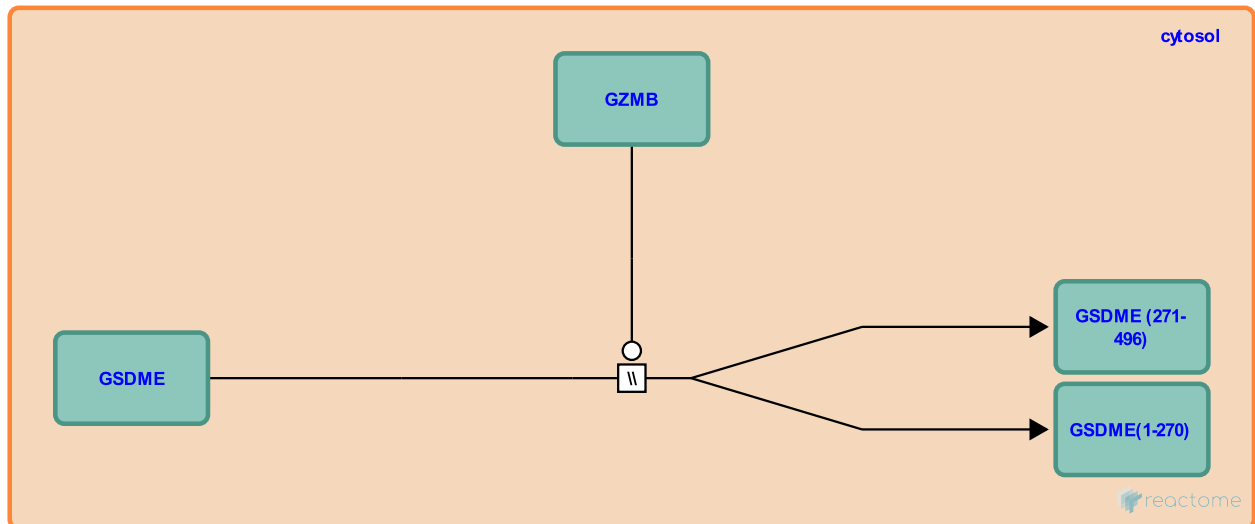 cytosol
GZMB
GSDME (271-
496)
GSDME
\\
GSDME(1-270)
reactome